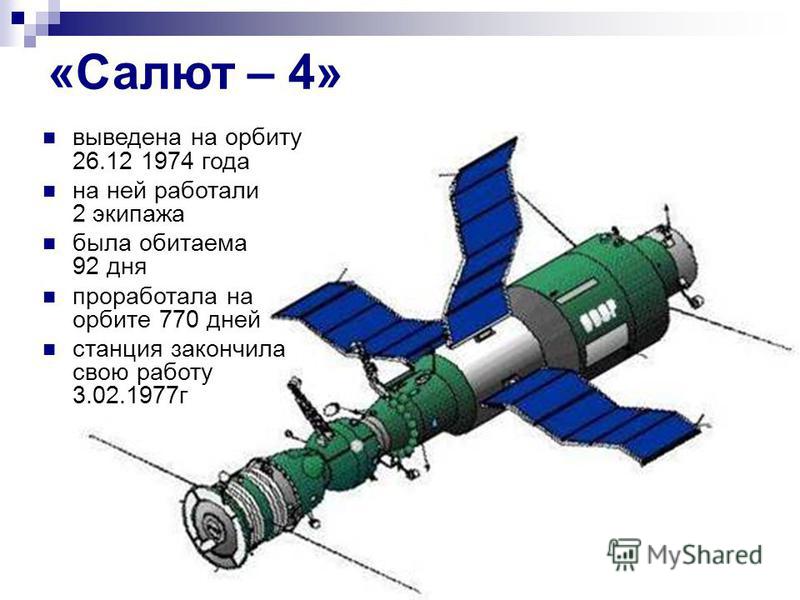 «Салют – 4»
выведена на орбиту
26.12 1974 года
на ней работали
2 экипажа
была обитаема
92 дня
проработала на
орбите 770 дней
станция закончила
свою работу
3.02.1977г
СССР
MyShared